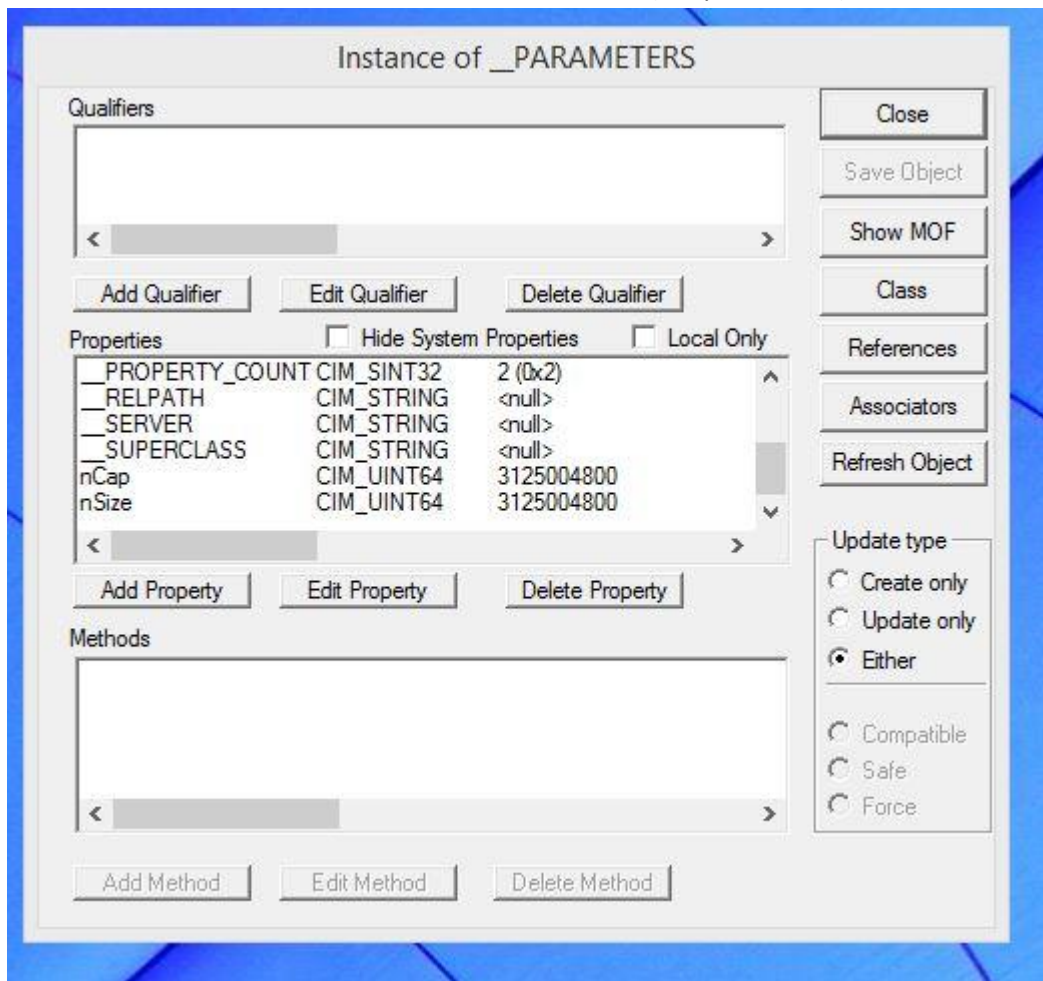 Instance of __PARAMETERS
Qualifiers
Close
Save Object
< >
Show MOF
Add Qualifier Edit Qualifier Delete Qualifier
Class
Properties Hide System Properties Local Only
References
__PROPERTY_COUNT CIM_SINT32 2 (0x2)
__RELPATH CIM_STRING <null>
__SERVER CIM_STRING <null>
__SUPERCLASS CIM_STRING <null>
nCap CIM_UINT64 3125004800
nSize CIM_UINT64 3125004800
Associators
Refresh Object
< >
Add Property Edit Property Delete Property
Update type
Create only
Update only
Either
Methods
Compatible
Safe
Force
< >
Add Method Edit Method Delete Method